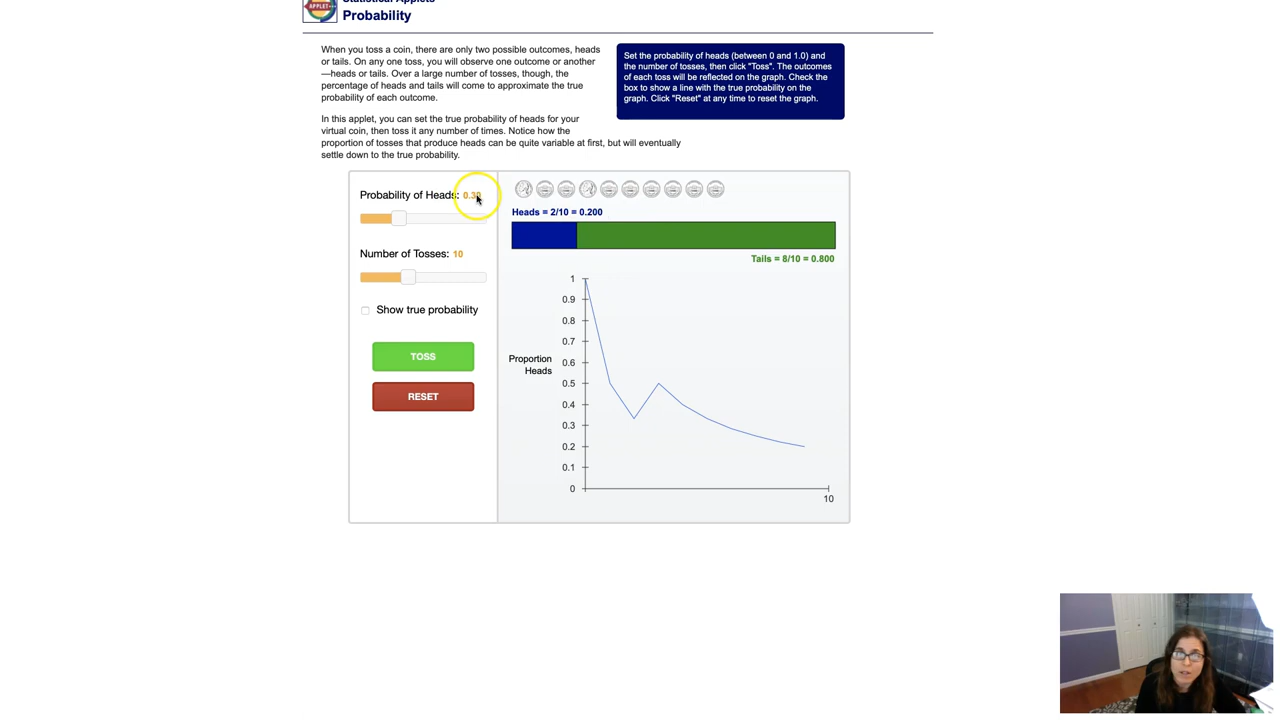 APPLET
Statistical Applets
Probability
When you toss a coin, there are only two possible outcomes, heads
or tails. On any one toss, you will observe one outcome or another
—heads or tails. Over a large number of tosses, though, the
percentage of heads and tails will come to approximate the true
probability of each outcome.
Set the probability of heads (between 0 and 1.0) and
the number of tosses, then click "Toss". The outcomes
of each toss will be reflected on the graph. Check the
box to show a line with the true probability on the
graph. Click "Reset" at any time to reset the graph.
In this applet, you can set the true probability of heads for your
virtual coin, then toss it any number of times. Notice how the
proportion of tosses that produce heads can be quite variable at first, but will eventually
settle down to the true probability.
Probability of Heads: 0.30
Number of Tosses: 10
Show true probability
TOSS
RESET
Heads = 2/10 = 0.200
Tails = 8/10 = 0.800
1
0.9
0.8
0.7
0.6
0.5
0.4
0.3
0.2
0.1
0
Proportion
Heads
10